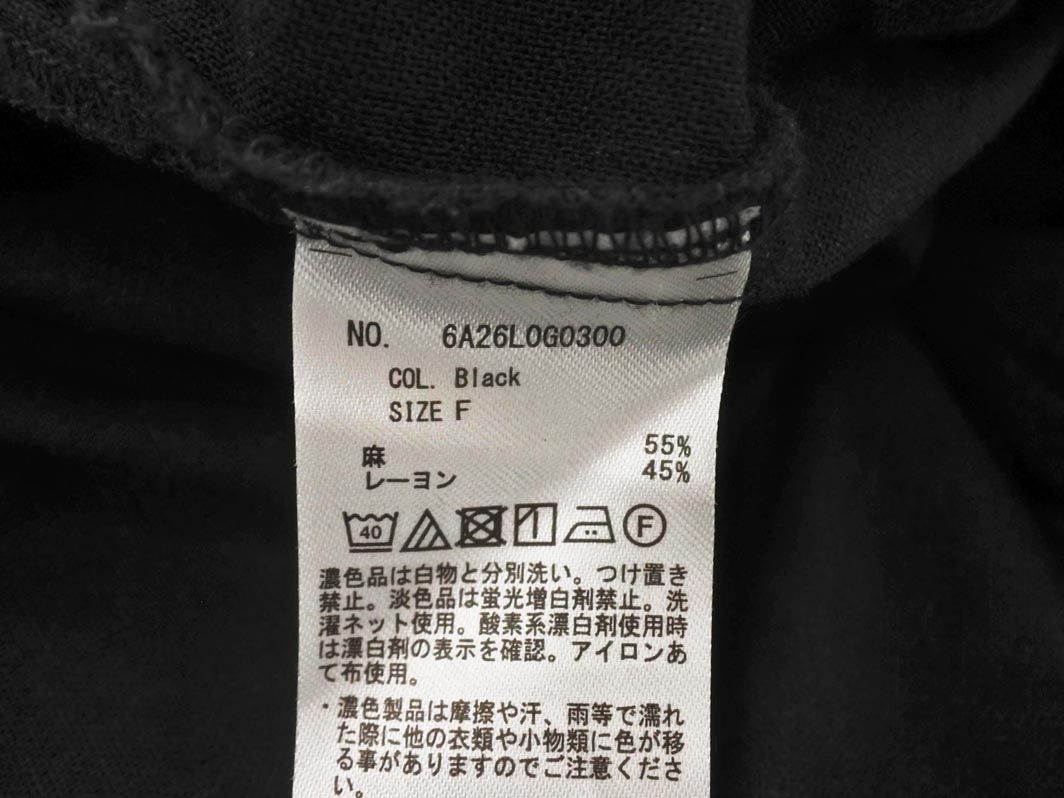 NO. 6A26L0G0300
COL. Black
SIZE F
麻 55%
レーヨン 45%
40 F
濃色品は白物と分別洗い。つけ置き
禁止。淡色品は蛍光増白剤禁止。洗
濯ネット使用。酸素系漂白剤使用時
は漂白剤の表示を確認。アイロンあ
て布使用。
・濃色製品は摩擦や汗、雨等で濡れ
た際に他の衣類や小物類に色が移
る事がありますのでご注意くださ
い。